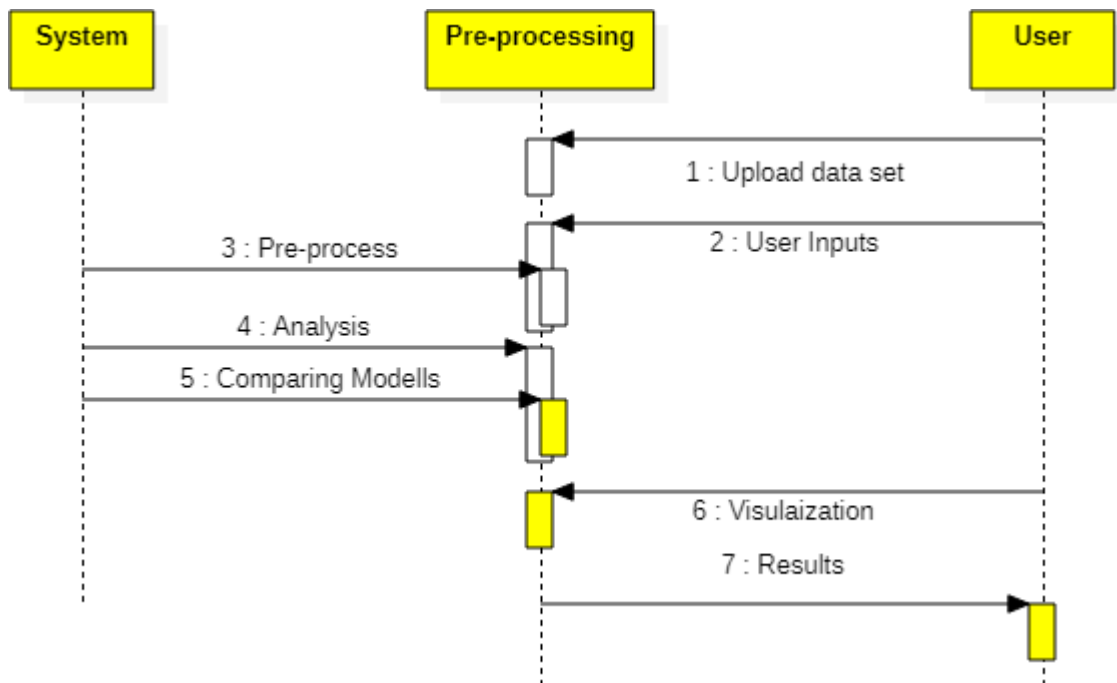 System
Pre-processing
User
1 : Upload data set
2 : User Inputs
3 : Pre-process
4 : Analysis
5 : Comparing Modells
6 : Visulaization
7 : Results